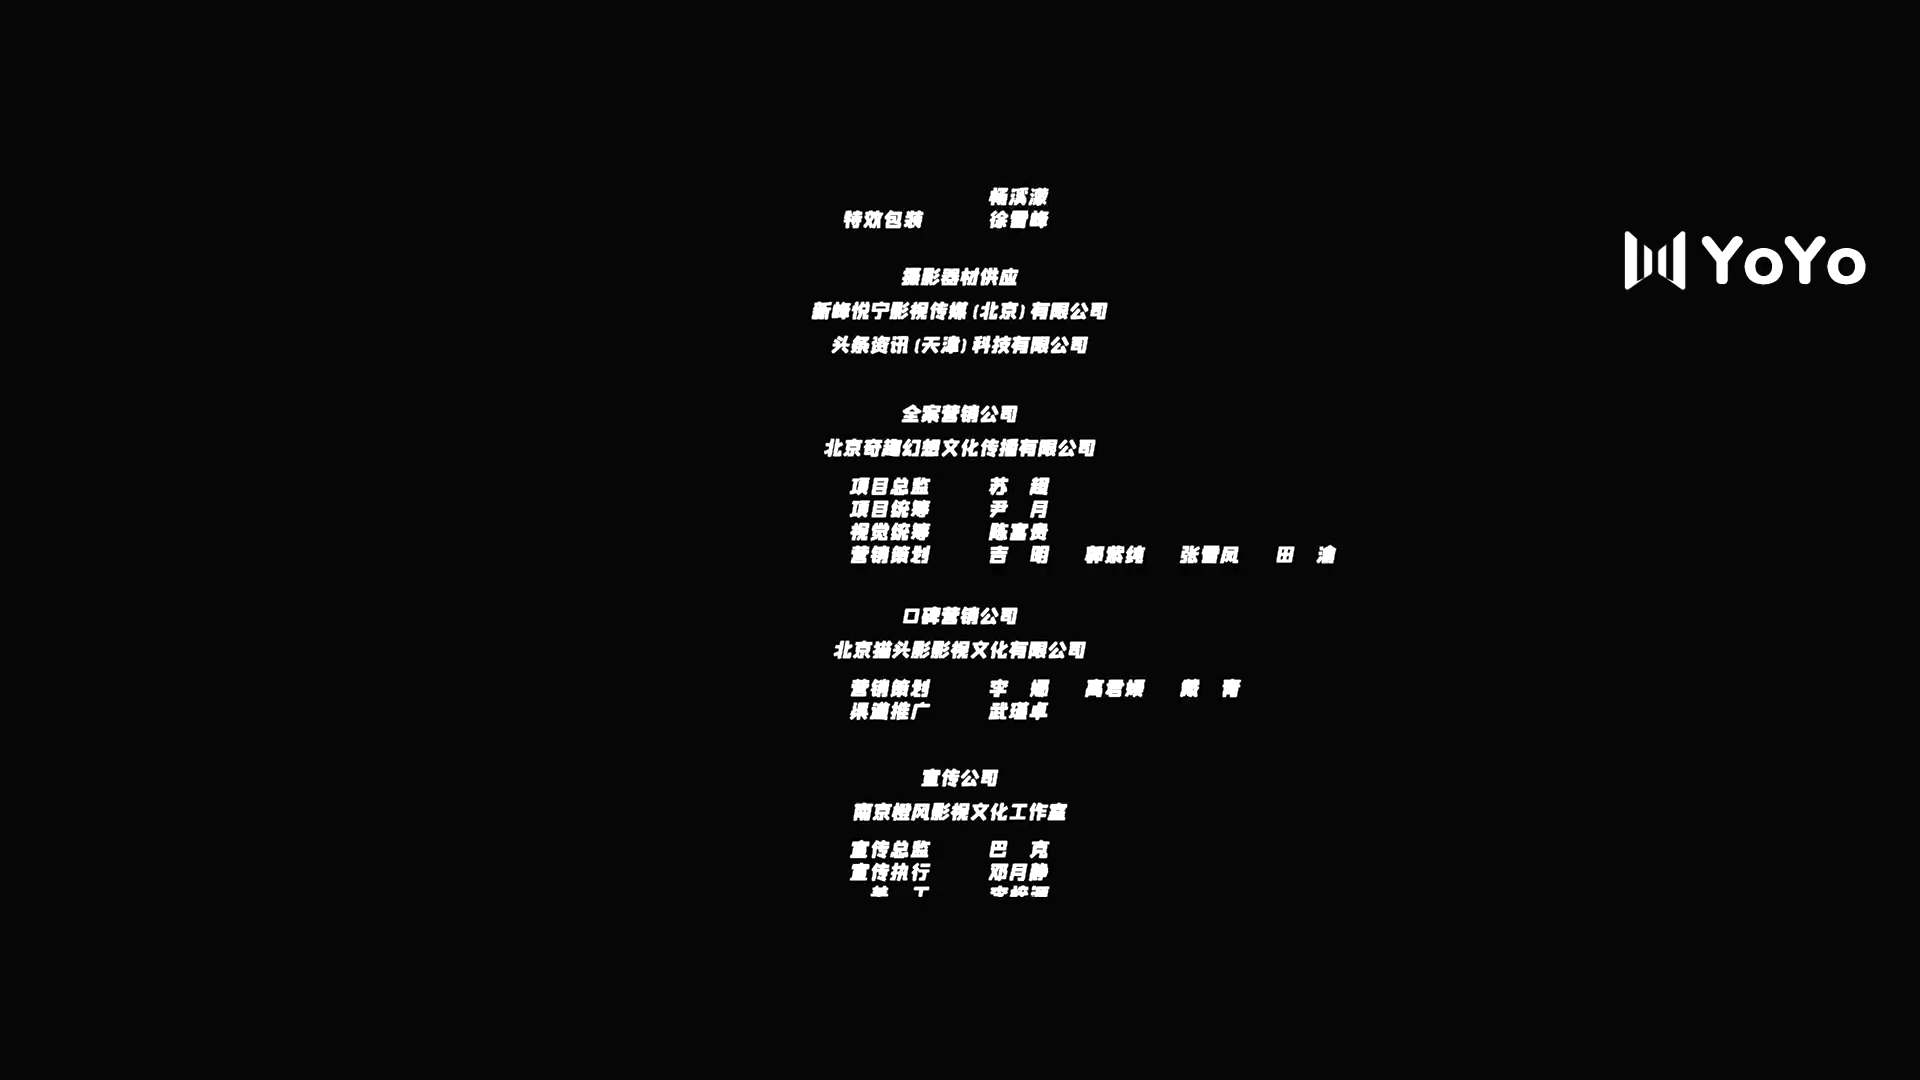 杨溪濛
特效包装 徐雪峰
YoYo
摄影器材供应
新峰悦宁影视传媒(北京)有限公司
头条资讯(天津)科技有限公司
全案营销公司
北京奇趣幻想文化传播有限公司
项目总监 苏 超
项目统筹 尹 月
视觉统筹 陈富贵
营销策划 吉 明 郭紫纯 张雪凤 田 渝
口碑营销公司
北京猫头影影视文化有限公司
营销策划 李 娜 高君 戴 青
渠道推广 武瑾卓
宣传公司
南京橙风影视文化工作室
宣传总监 巴 克
宣传执行 邓月静
美 工